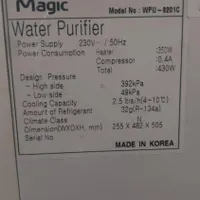 Magic
Model No : WPU-8201C
Water Purifier
Power Supply 230V~ / 50Hz
Power Consumption Heater : 350W
Compressor : 0.4A
Total : 430W
Design Pressure
- High side 392kPa
- Low side 49kPa
Cooling Capacity 2.5 ℓs/h(4~10℃)
Amount of Refrigerant 32g(R-134a)
Climate Class N
Dimension(WXDXH, mm) 255 X 482 X 505
Serial No.
MADE IN KOREA